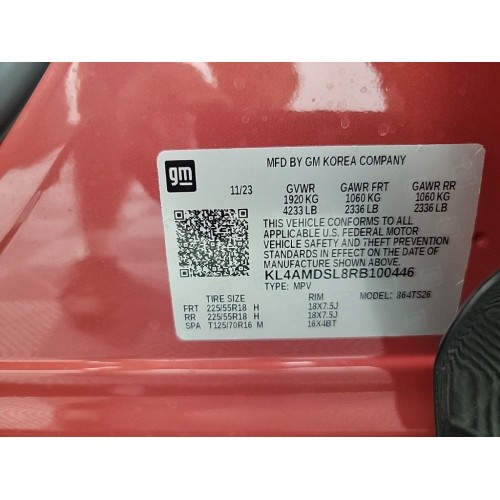 gm
MFD BY GM KOREA COMPANY
11/23 GVWR GAWR FRT GAWR RR
1920 KG 1060 KG 1060 KG
4233 LB 2336 LB 2336 LB
THIS VEHICLE CONFORMS TO ALL
APPLICABLE U.S. FEDERAL MOTOR
VEHICLE SAFETY AND THEFT PREVENTION
STANDARDS IN EFFECT ON THE DATE OF
MANUFACTURE SHOWN ABOVE.
KL4AMDSL8RB100446
TYPE: MPV MODEL: 864TS26
TIRE SIZE RIM
FRT 225/55R18 H 18X7.5J
RR 225/55R18 H 18X7.5J
SPA T125/70R16 M 16X4BT